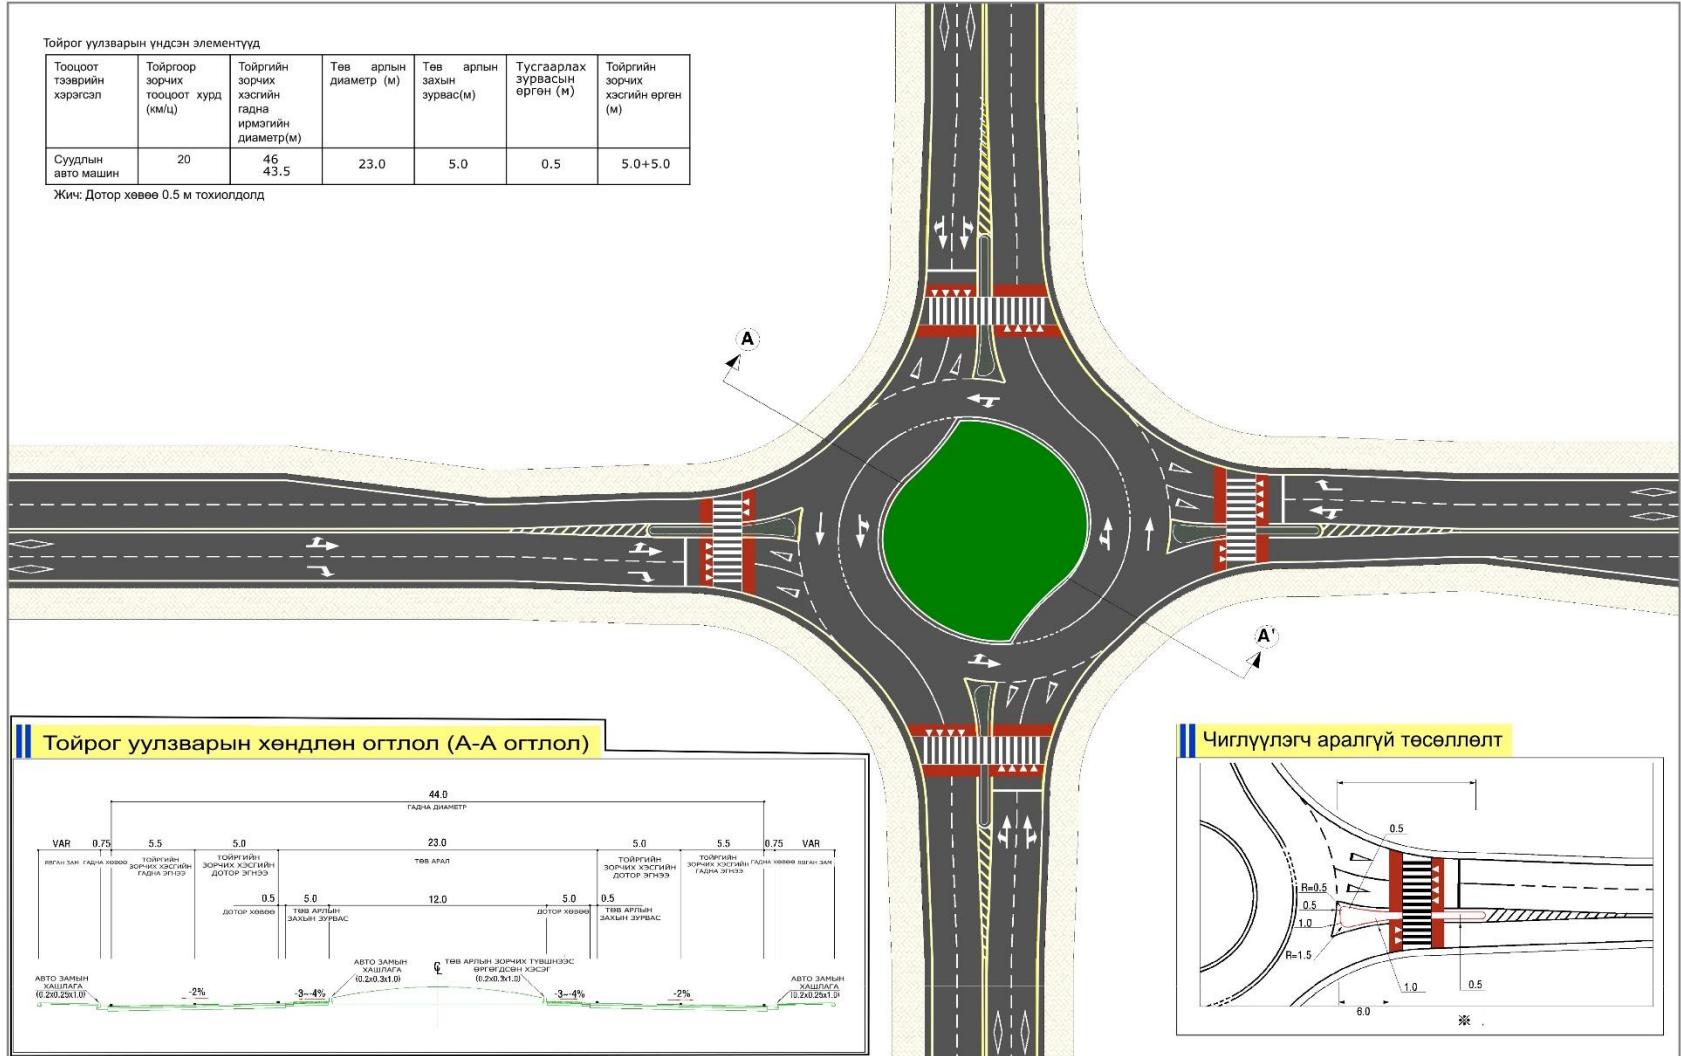 Тойрог уулзварын үндсэн элементүүд
Тооцоот тээврийн хэрэгсэл
Тойргоор зорчих тооцоот хурд (км/ц)
Тойргийн зорчих хэсгийн гадна ирмэгийн диаметр(м)
Төв арлын диаметр (м)
Төв арлын захын зурвас(м)
Тусгаарлах зурвасын өргөн (м)
Тойргийн зорчих хэсгийн өргөн (м)
Суудлын авто машин
20
46
43.5
23.0
5.0
0.5
5.0+5.0
Жич: Дотор хөвөө 0.5 м тохиолдолд
A
A'
Тойрог уулзварын хөндлөн огтлол (А-А огтлол)
44.0
ГАДНА ДИАМЕТР
VAR 0.75 5.5 5.0 23.0 5.0 5.5 0.75 VAR
ЯВГАН ЗАМ
ГАДНА ХӨВӨӨ
ТОЙРГИЙН ЗОРЧИХ ХЭСГИЙН ГАДНА ЭГНЭЭ
ТОЙРГИЙН ЗОРЧИХ ХЭСГИЙН ДОТОР ЭГНЭЭ
ТӨВ АРАЛ
ТОЙРГИЙН ЗОРЧИХ ХЭСГИЙН ДОТОР ЭГНЭЭ
ТОЙРГИЙН ЗОРЧИХ ХЭСГИЙН ГАДНА ЭГНЭЭ
ГАДНА ХӨВӨӨ
ЯВГАН ЗАМ
0.5 5.0 12.0 5.0 0.5
ДОТОР ХӨВӨӨ
ТӨВ АРЛЫН ЗАХЫН ЗУРВАС
ДОТОР ХӨВӨӨ
ТӨВ АРЛЫН ЗАХЫН ЗУРВАС
АВТО ЗАМЫН ХАШЛАГА (0.2x0.25x1.0)
-2%
-3~-4%
АВТО ЗАМЫН ХАШЛАГА (0.2x0.3x1.0)
ТӨВ АРЛЫН ЗОРЧИХ ТҮВШНЭЭС ӨРГӨГДСӨН ХЭСЭГ (0.2x0.3x1.0)
-3~-4%
-2%
АВТО ЗАМЫН ХАШЛАГА (0.2x0.25x1.0)
Чиглүүлэгч аралгүй төсөллөлт
0.5
R=0.5
0.5
1.0
R=1.5
1.0
0.5
6.0
※ .